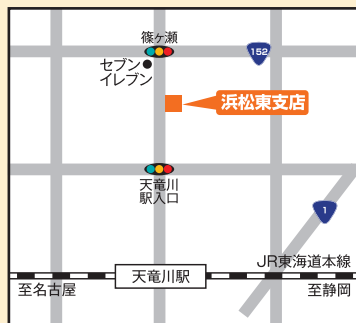 篠ヶ瀬
152
セブン
イレブン
浜松東支店
天竜川
駅入口
1
JR東海道本線
天竜川駅
至名古屋
至静岡